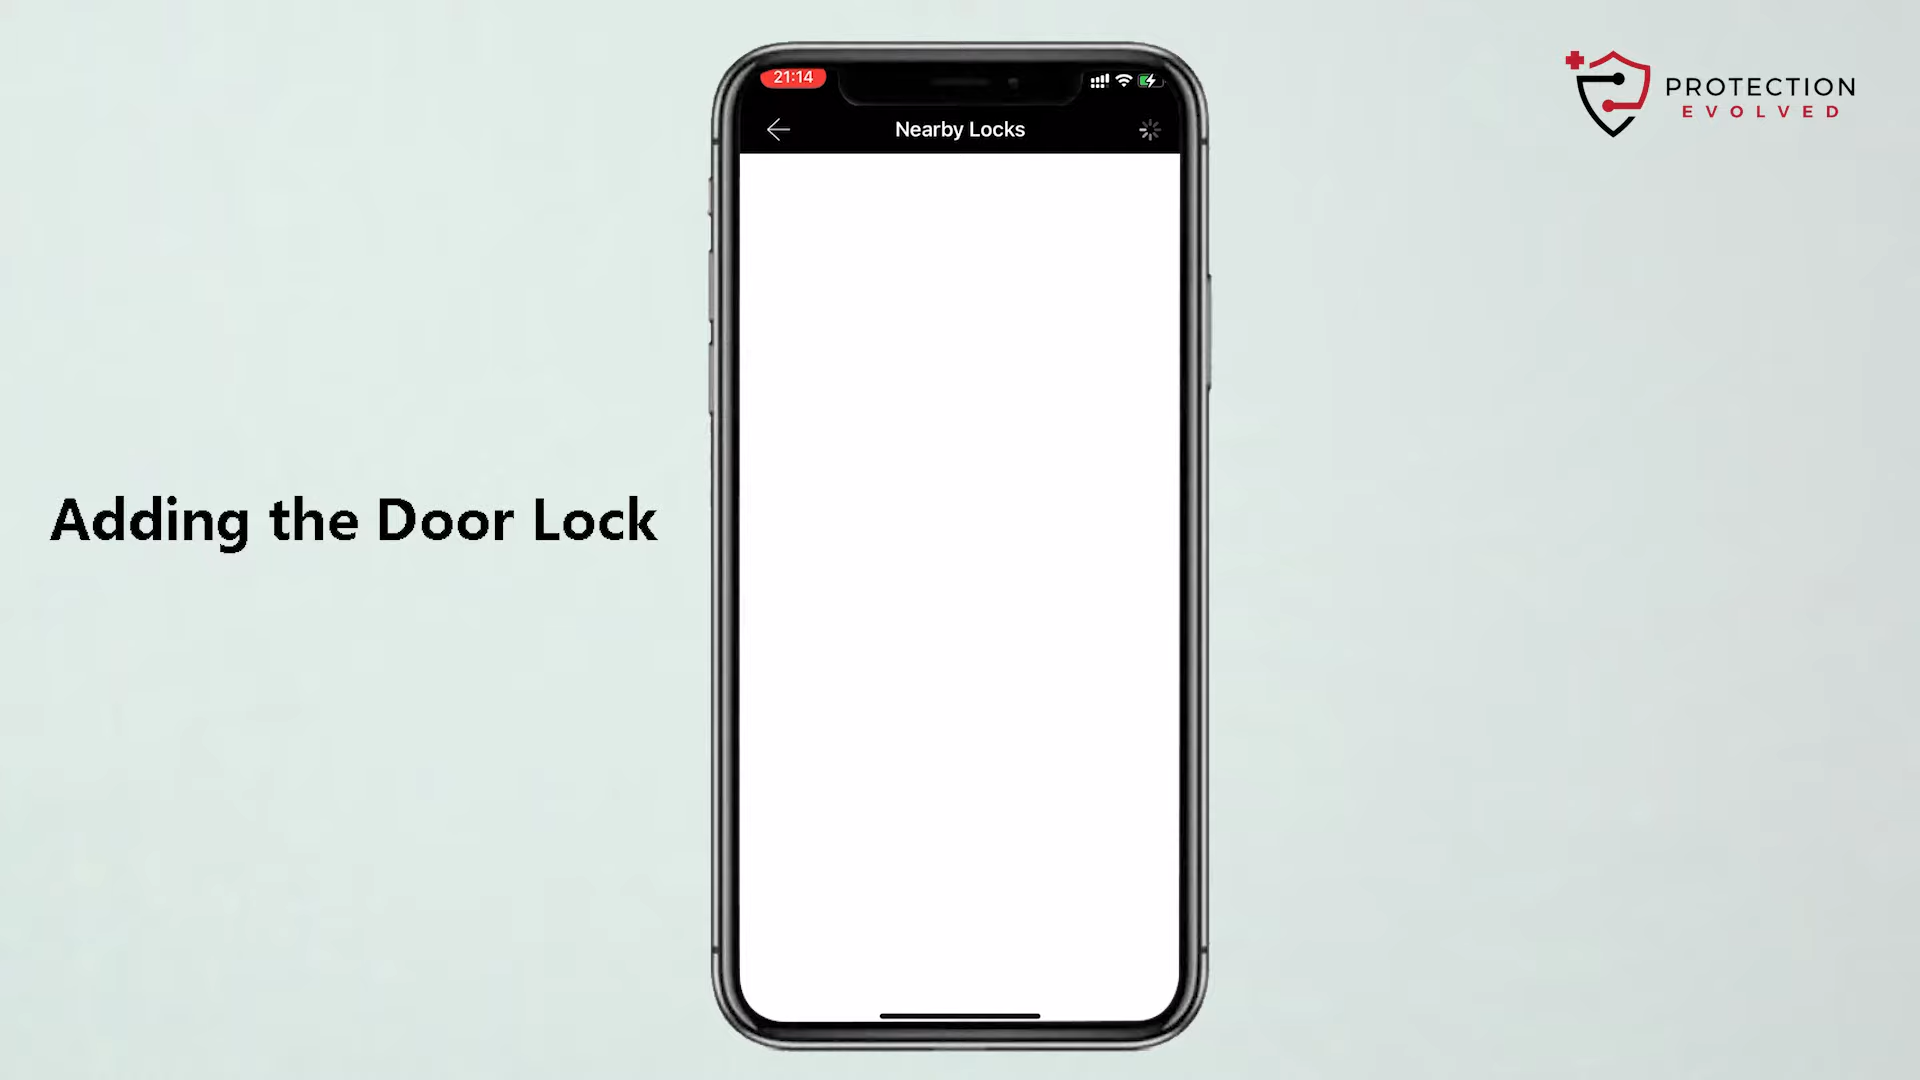 21:14
Nearby Locks
PROTECTION
EVOLVED
Adding the Door Lock